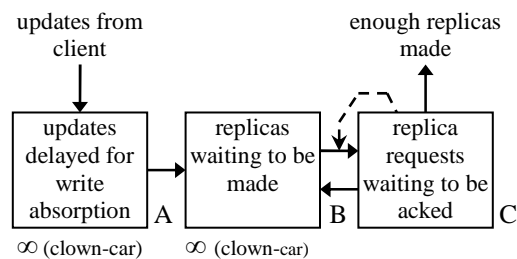 updates from
client
enough replicas
made
updates
delayed for
write
absorption
A
replicas
waiting to be
made
B
replica
requests
waiting to be
acked
C
∞ (clown-car)
∞ (clown-car)